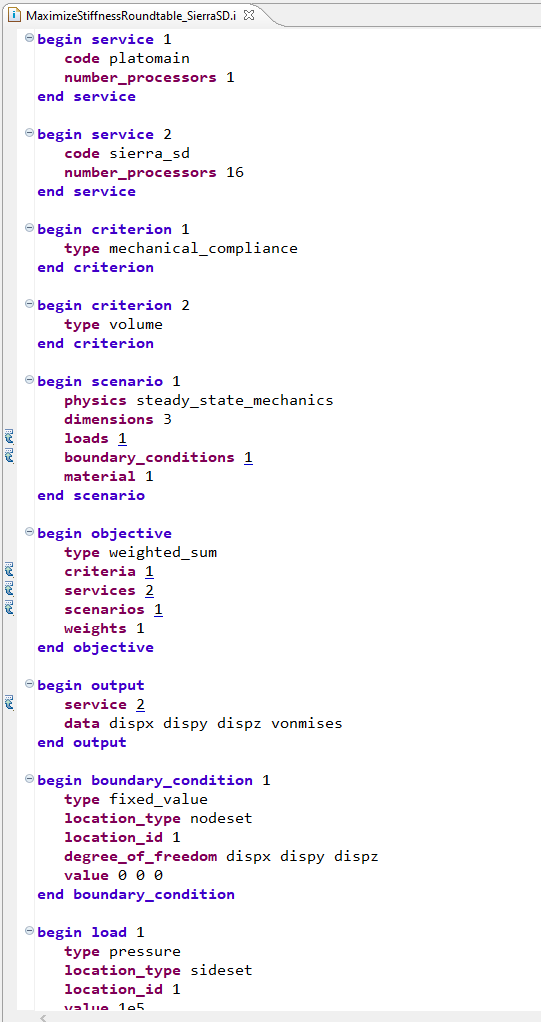 MaximizeStiffnessRoundtable_SierraSD.i
begin service 1
code platomain
number_processors 1
end service
begin service 2
code sierra_sd
number_processors 16
end service
begin criterion 1
type mechanical_compliance
end criterion
begin criterion 2
type volume
end criterion
begin scenario 1
physics steady_state_mechanics
dimensions 3
loads 1
boundary_conditions 1
material 1
end scenario
begin objective
type weighted_sum
criteria 1
services 2
scenarios 1
weights 1
end objective
begin output
service 2
data dispx dispy dispz vonmises
end output
begin boundary_condition 1
type fixed_value
location_type nodeset
location_id 1
degree_of_freedom dispx dispy dispz
value 0 0 0
end boundary_condition
begin load 1
type pressure
location_type sideset
location_id 1
value 1e5